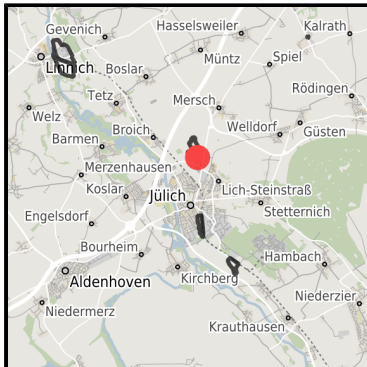 Gevenich
Hasselsweiler
Kalrath
Linnich
Boslar
Müntz
Spiel
Rödingen
Tetz
Mersch
Welz
Broich
Welldorf
Güsten
Barmen
Merzenhausen
Koslar
Lich-Steinstraß
Jülich
Stetternich
Engelsdorf
Bourheim
Hambach
Aldenhoven
Kirchberg
Niederzier
Niedermerz
Krauthausen